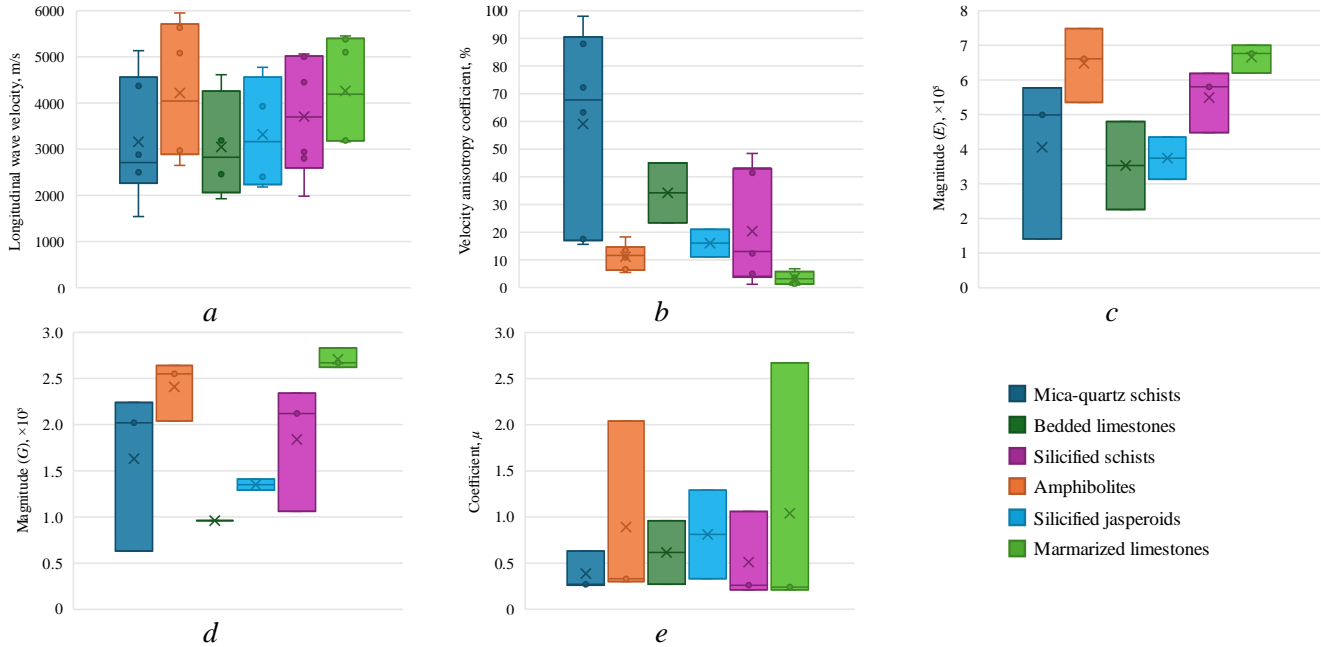 Longitudinal wave velocity, m/s
6000
5000
4000
3000
2000
1000
0
a
Velocity anisotropy coefficient, %
100
90
80
70
60
50
40
30
20
10
0
b
Magnitude (E), ×10⁵
8
7
6
5
4
3
2
1
0
c
Magnitude (G), ×10⁵
3.0
2.5
2.0
1.5
1.0
0.5
0
d
Coefficient, μ
3.0
2.5
2.0
1.5
1.0
0.5
0
e
Mica-quartz schists
Bedded limestones
Silicified schists
Amphibolites
Silicified jasperoids
Marmarized limestones